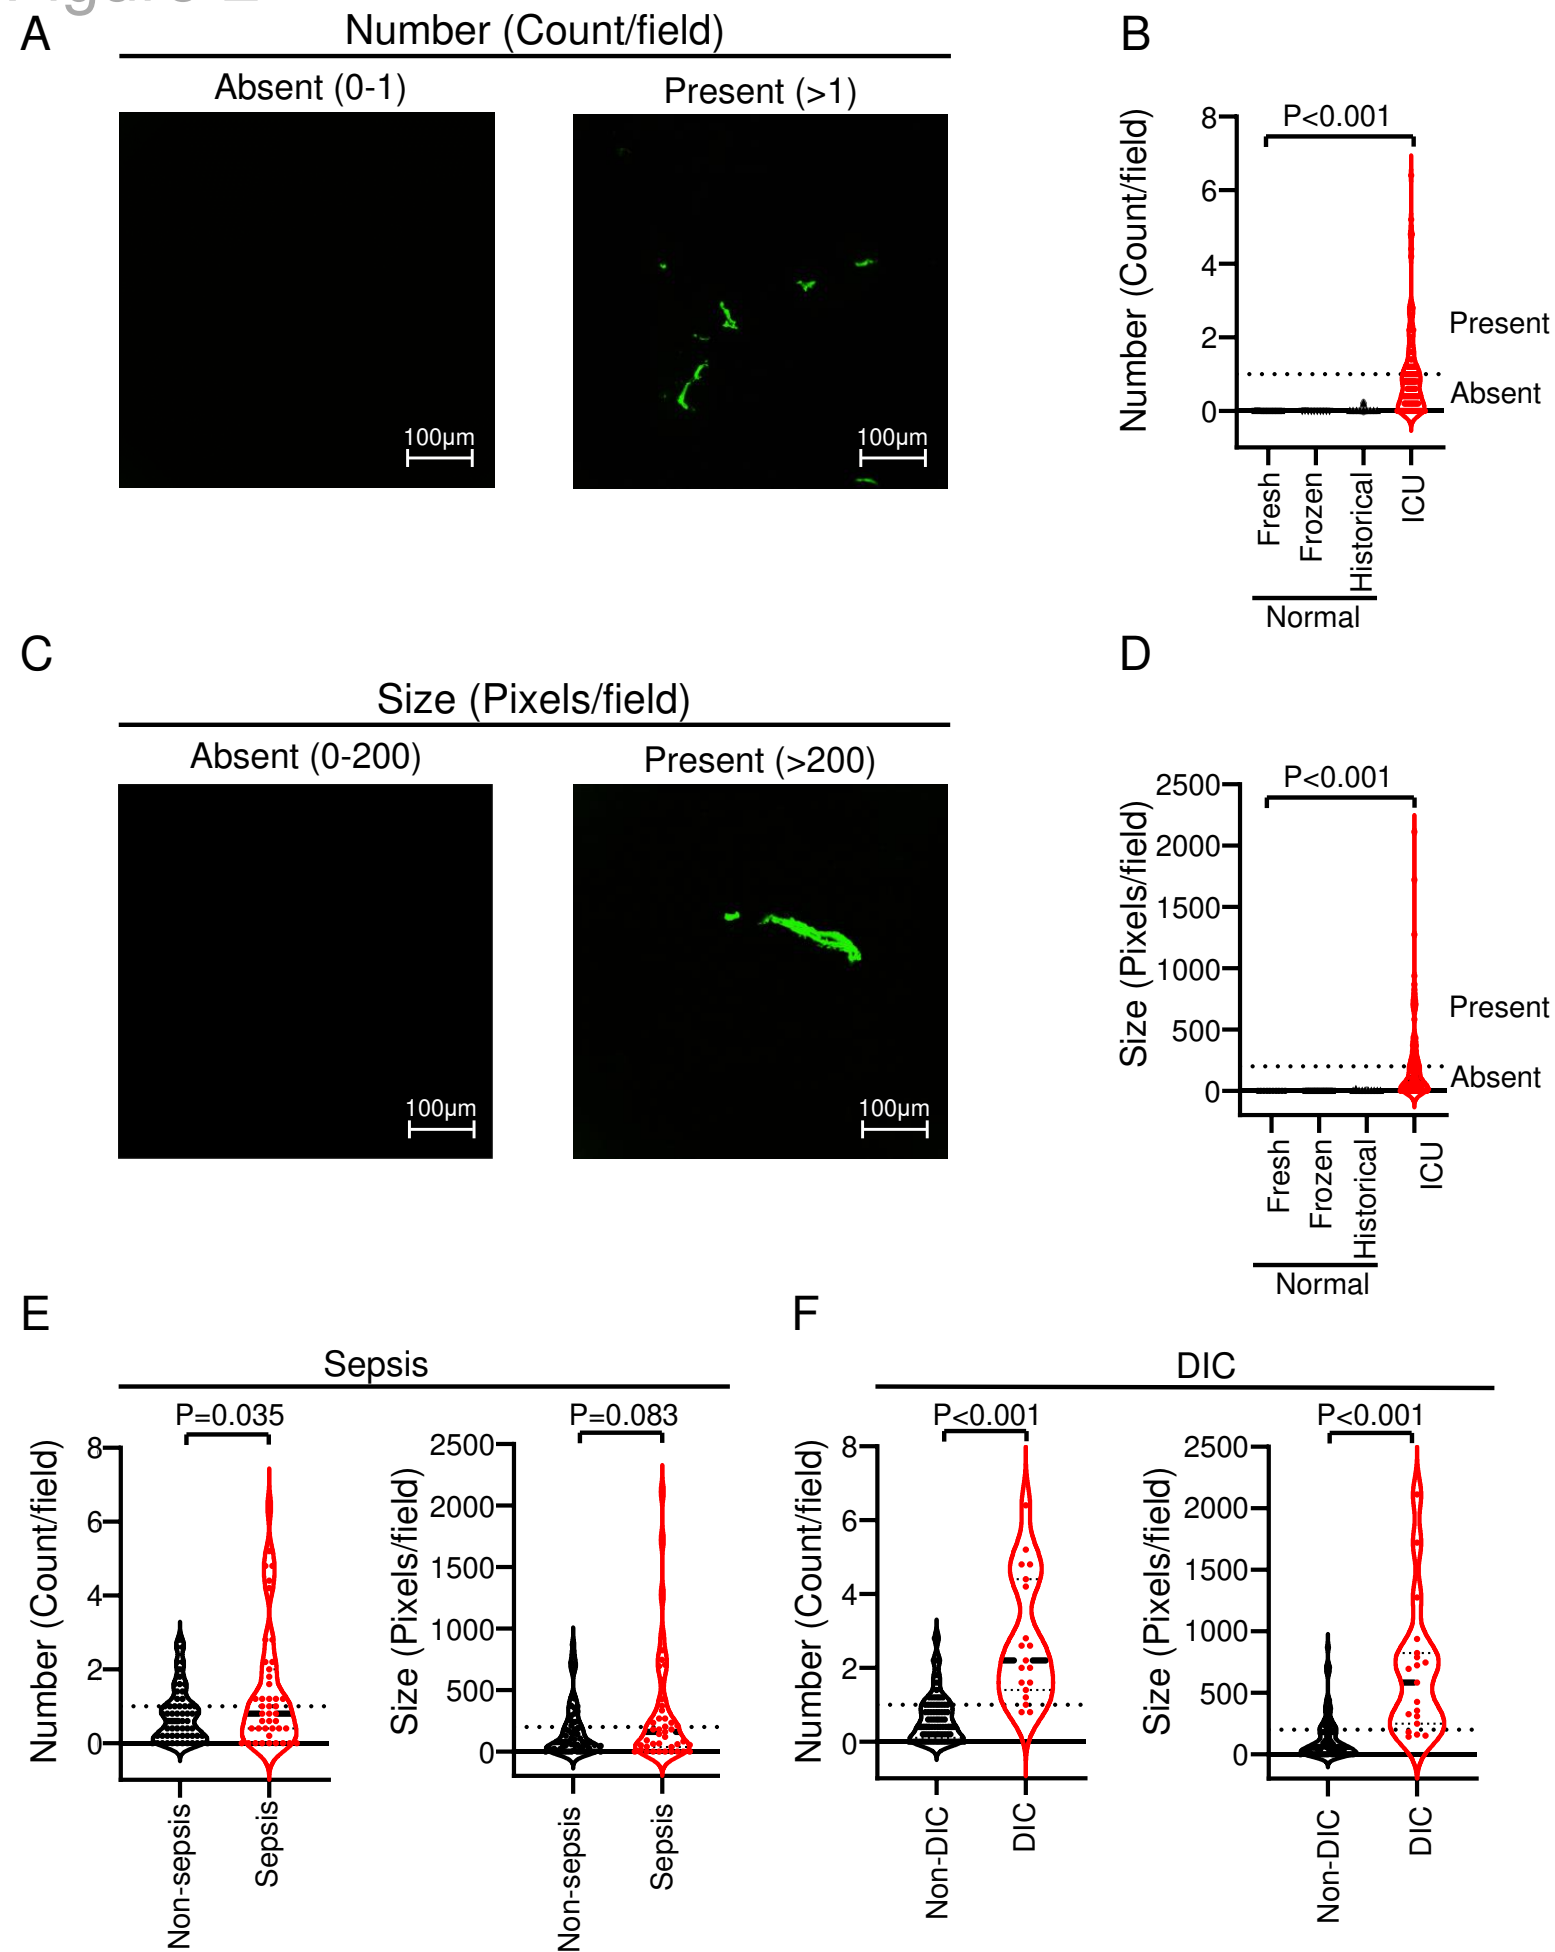 A
Number (Count/field)
Absent (0-1)
Present (>1)
100µm
100µm
B
P<0.001
Number (Count/field)
8
6
4
2
0
Present
Absent
Fresh
Frozen
Historical
ICU
Normal
C
Size (Pixels/field)
Absent (0-200)
Present (>200)
100µm
100µm
D
P<0.001
Size (Pixels/field)
2500
2000
1500
1000
500
0
Present
Absent
Fresh
Frozen
Historical
ICU
Normal
E
Sepsis
P=0.035
Number (Count/field)
8
6
4
2
0
Non-sepsis
Sepsis
P=0.083
Size (Pixels/field)
2500
2000
1500
1000
500
0
Non-sepsis
Sepsis
F
DIC
P<0.001
Number (Count/field)
8
6
4
2
0
Non-DIC
DIC
P<0.001
Size (Pixels/field)
2500
2000
1500
1000
500
0
Non-DIC
DIC